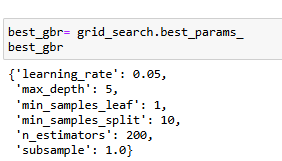 best_gbr= grid_search.best_params_
best_gbr
{'learning_rate': 0.05,
'max_depth': 5,
'min_samples_leaf': 1,
'min_samples_split': 10,
'n_estimators': 200,
'subsample': 1.0}